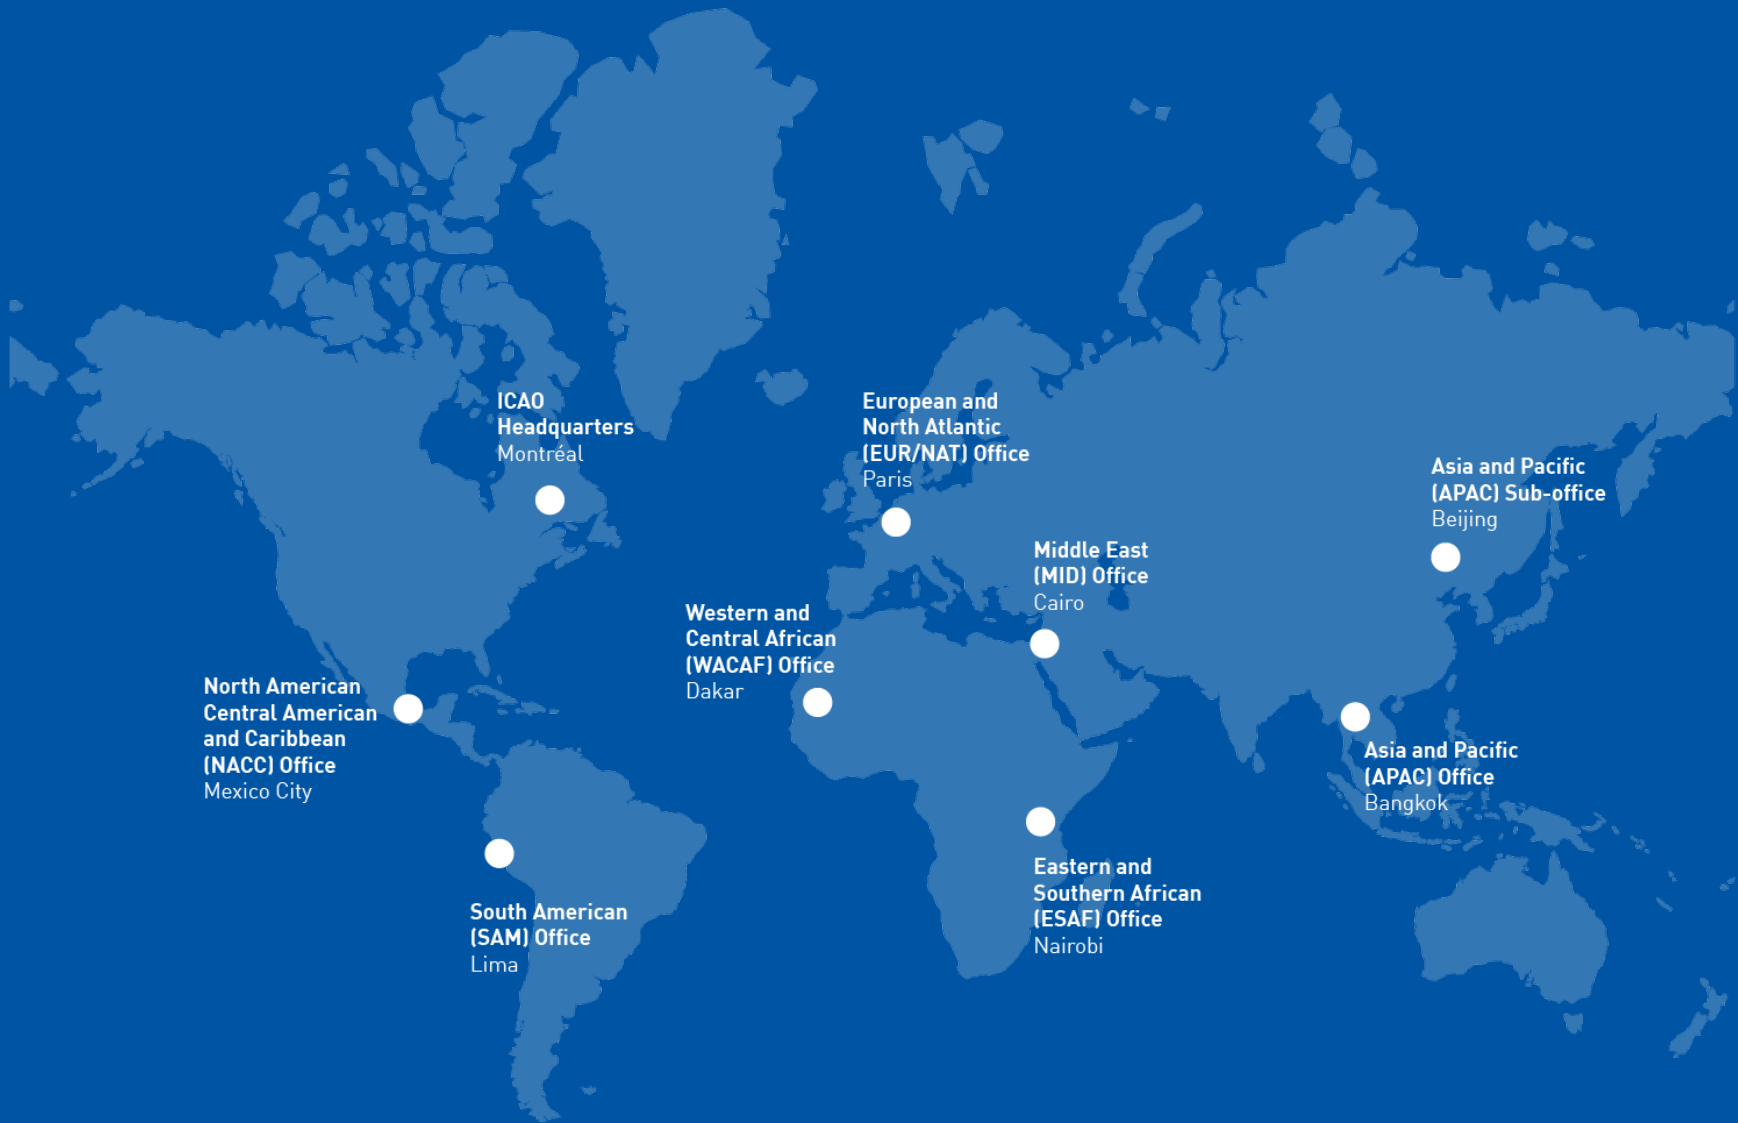 ICAO
Headquarters
Montréal
European and
North Atlantic
(EUR/NAT) Office
Paris
Asia and Pacific
(APAC) Sub-office
Beijing
Middle East
(MID) Office
Cairo
Western and
Central African
(WACAF) Office
Dakar
North American
Central American
and Caribbean
(NACC) Office
Mexico City
Asia and Pacific
(APAC) Office
Bangkok
Eastern and
Southern African
(ESAF) Office
Nairobi
South American
(SAM) Office
Lima